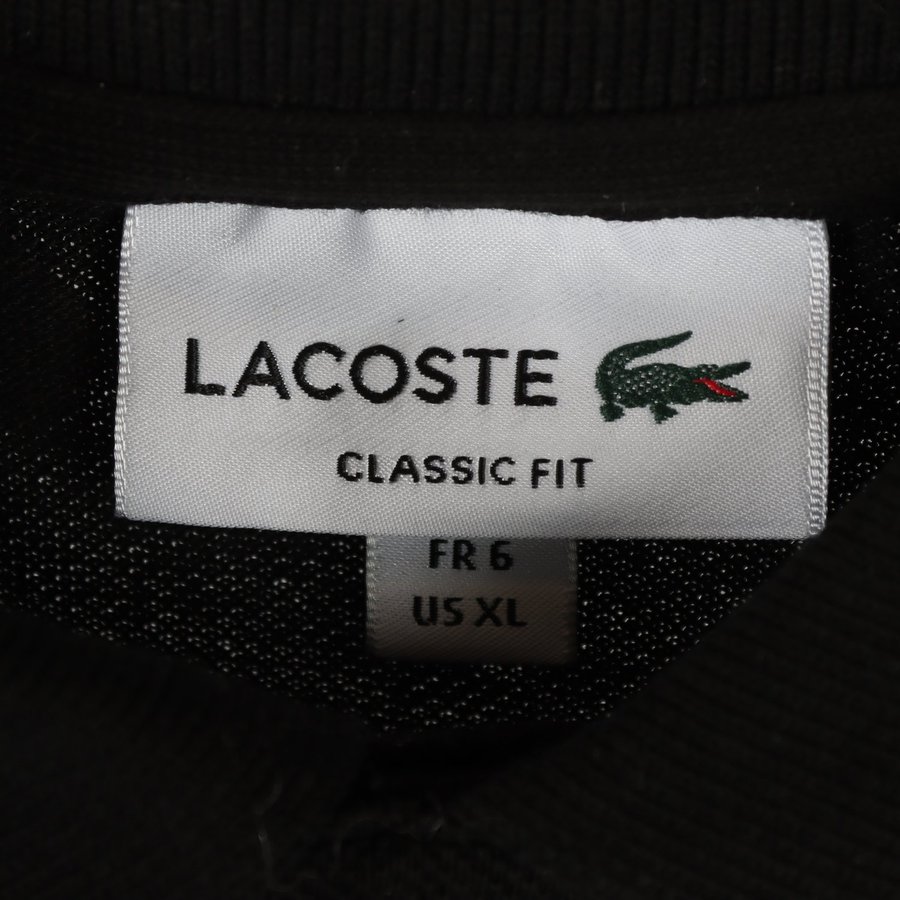 LACOSTE
CLASSIC FIT
FR 6
US XL